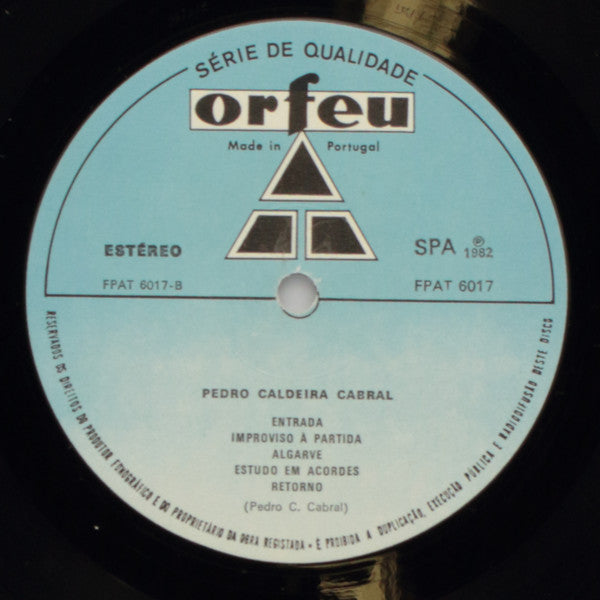 SÉRIE DE QUALIDADE
orfeu
Made in Portugal
ESTÉREO
SPA ℗ 1982
FPAT 6017-B
FPAT 6017
PEDRO CALDEIRA CABRAL
ENTRADA
IMPROVISO À PARTIDA
ALGARVE
ESTUDO EM ACORDES
RETORNO
(Pedro C. Cabral)
RESERVADOS OS DIREITOS DO PRODUTOR FONOGRÁFICO E DO PROPRIETÁRIO DA OBRA REGISTADA - É PROIBIDA A DUPLICAÇÃO, EXECUÇÃO PÚBLICA E RADIODIFUSÃO DESTE DISCO